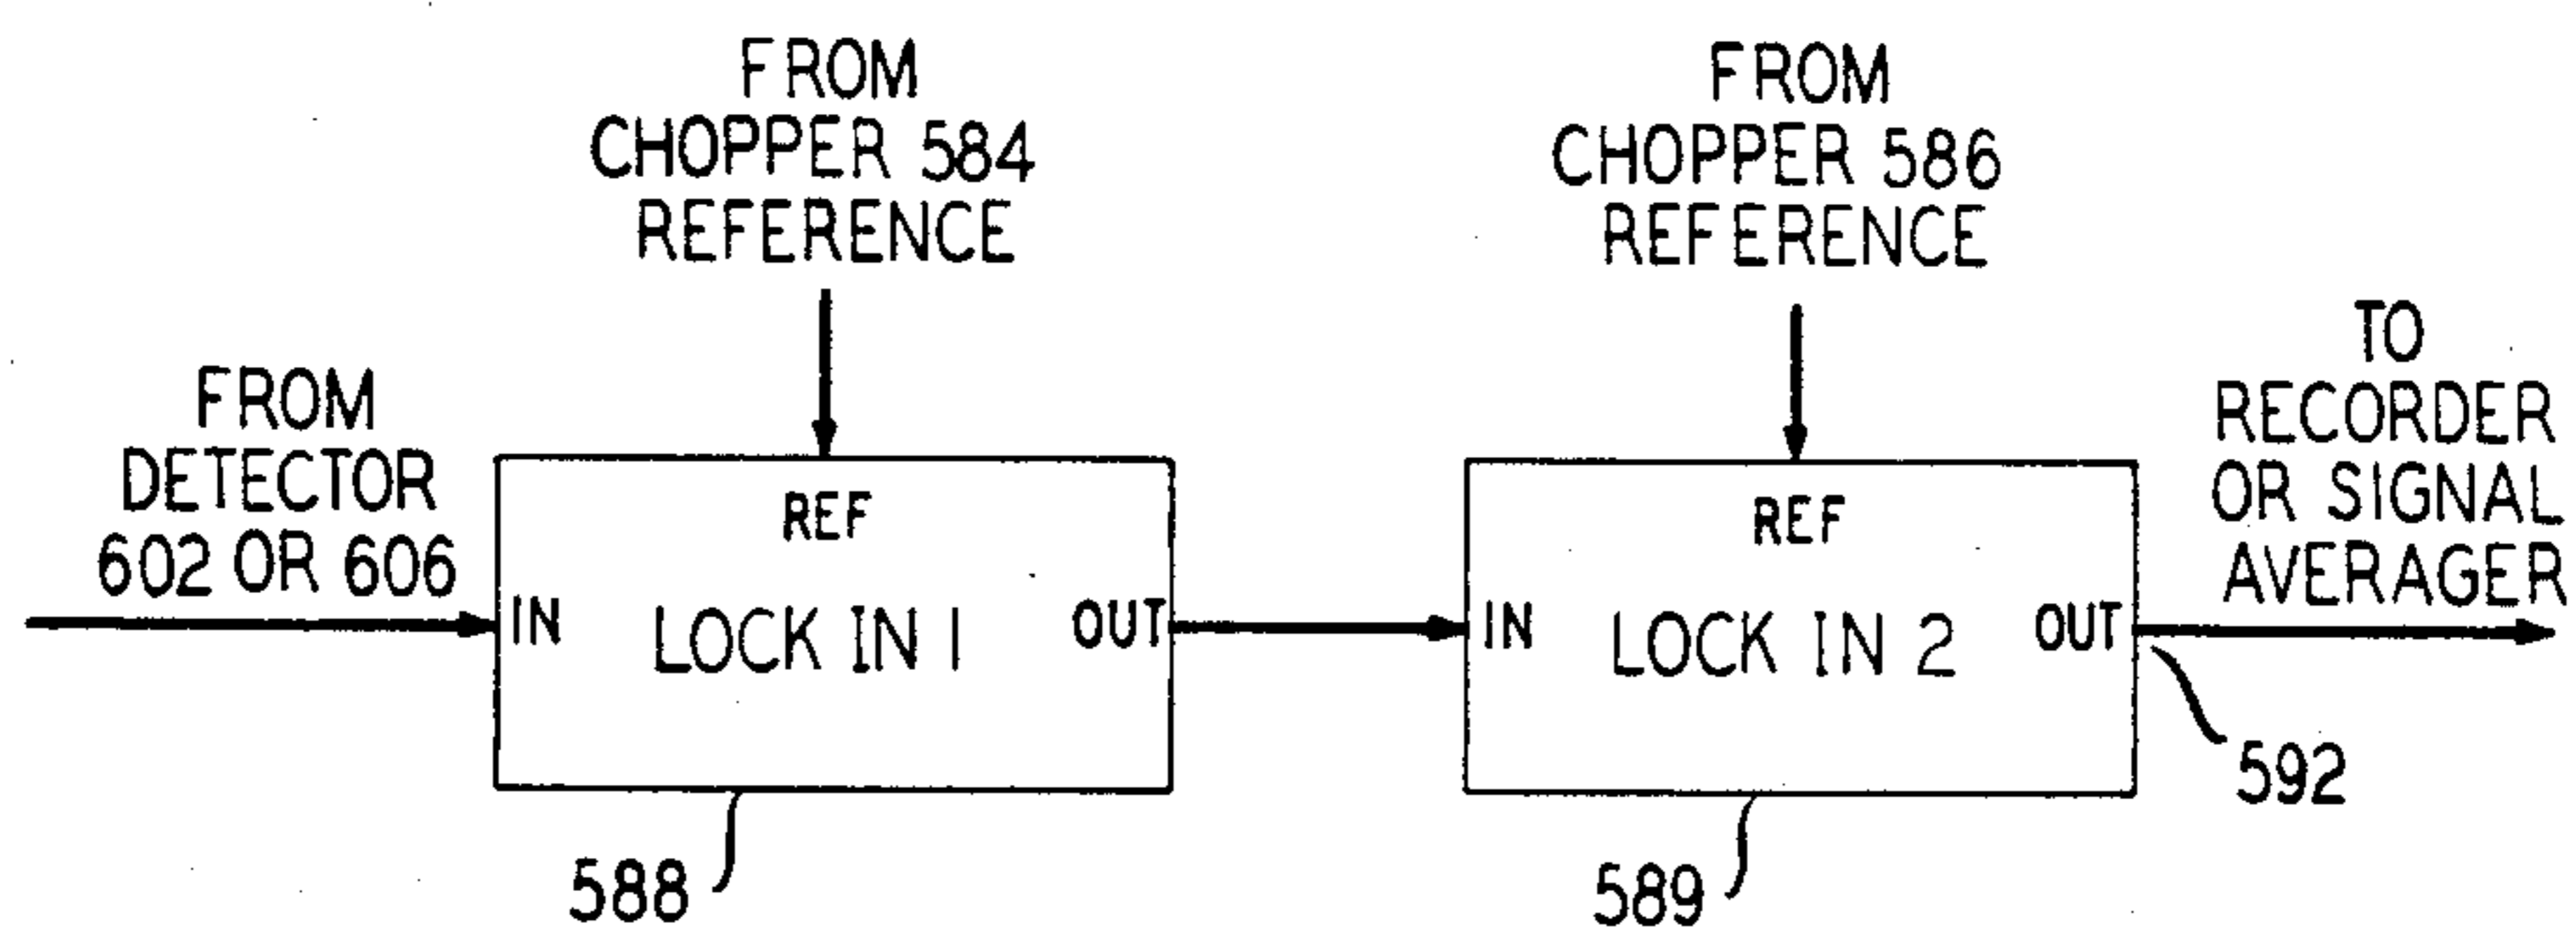 FROM
CHOPPER 584
REFERENCE
FROM
CHOPPER 586
REFERENCE
FROM
DETECTOR
602 OR 606
TO
RECORDER
OR SIGNAL
AVERAGER
REF
IN
LOCK IN 1
OUT
REF
IN
LOCK IN 2
OUT
588
589
592